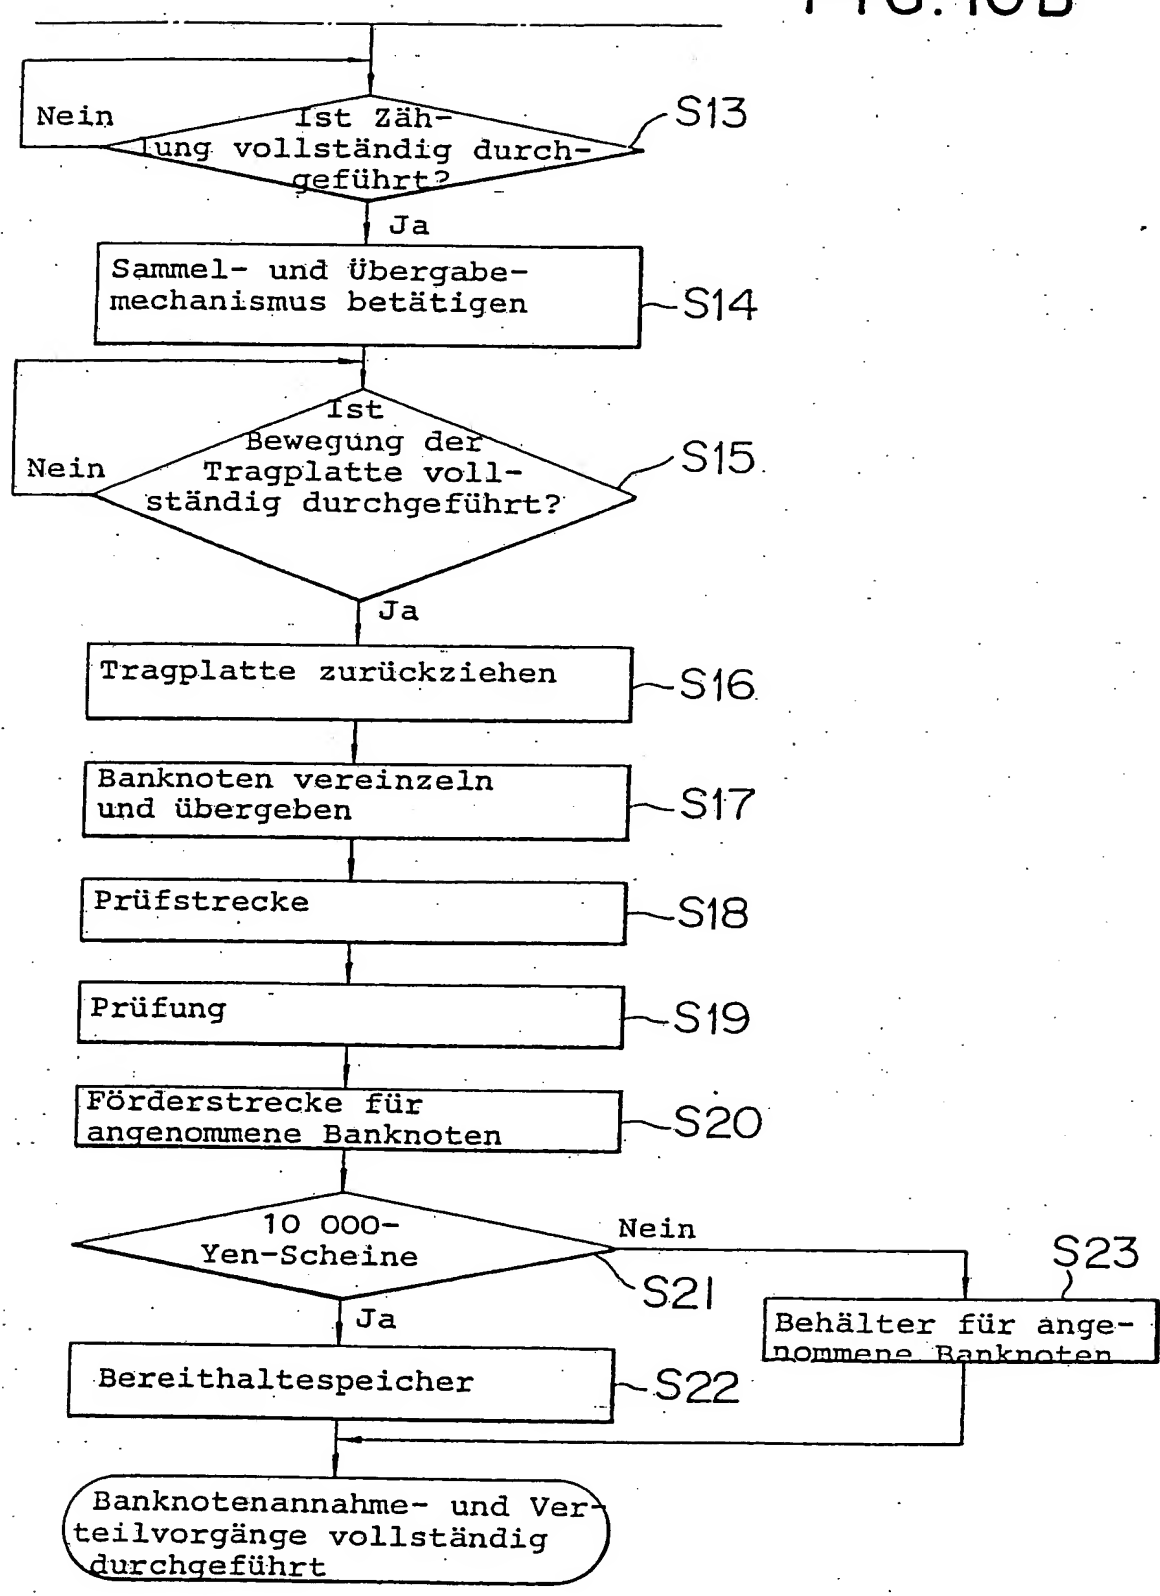 FIG. 10B
Nein
Ist Zäh-
lung vollständig durch-
geführt?
S13
Ja
Sammel- und Übergabe-
mechanismus betätigen
S14
Ist
Bewegung der
Tragplatte voll-
ständig durchgeführt?
Nein
S15
Ja
Tragplatte zurückziehen
S16
Banknoten vereinzeln
und übergeben
S17
Prüfstrecke
S18
Prüfung
S19
Förderstrecke für
angenommene Banknoten
S20
10 000-
Yen-Scheine
Nein
S21
S23
Ja
Behälter für ange-
nommene Banknoten
Bereithaltespeicher
S22
Banknotenannahme- und Ver-
teilvorgänge vollständig
durchgeführt